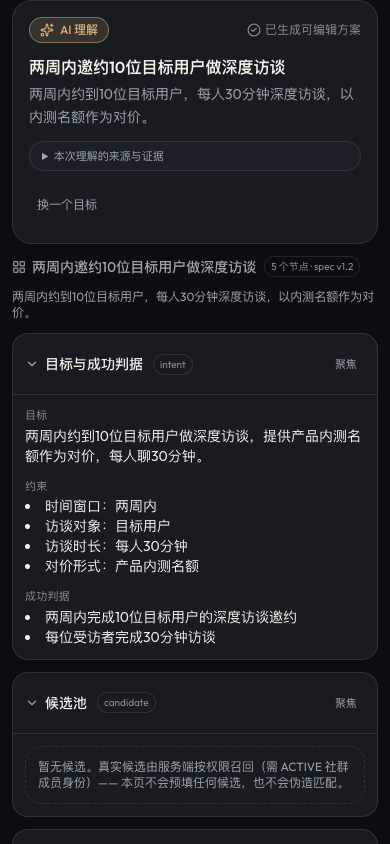 AI 理解
已生成可编辑方案
两周内邀约10位目标用户做深度访谈
两周内约到10位目标用户，每人30分钟深度访谈，以
内测名额作为对价。
▶ 本次理解的来源与证据
换一个目标
两周内邀约10位目标用户做深度访谈
5 个节点 · spec v1.2
两周内约到10位目标用户，每人30分钟深度访谈，以内测名额作为对
价。
目标与成功判据
intent
聚焦
目标
两周内约到10位目标用户做深度访谈，提供产品内测名
额作为对价，每人聊30分钟。
约束
• 时间窗口：两周内
• 访谈对象：目标用户
• 访谈时长：每人30分钟
• 对价形式：产品内测名额
成功判据
• 两周内完成10位目标用户的深度访谈邀约
• 每位受访者完成30分钟访谈
候选池
candidate
聚焦
暂无候选。真实候选由服务端按权限召回（需 ACTIVE 社群
成员身份）—— 本页不会预填任何候选，也不会伪造匹配。